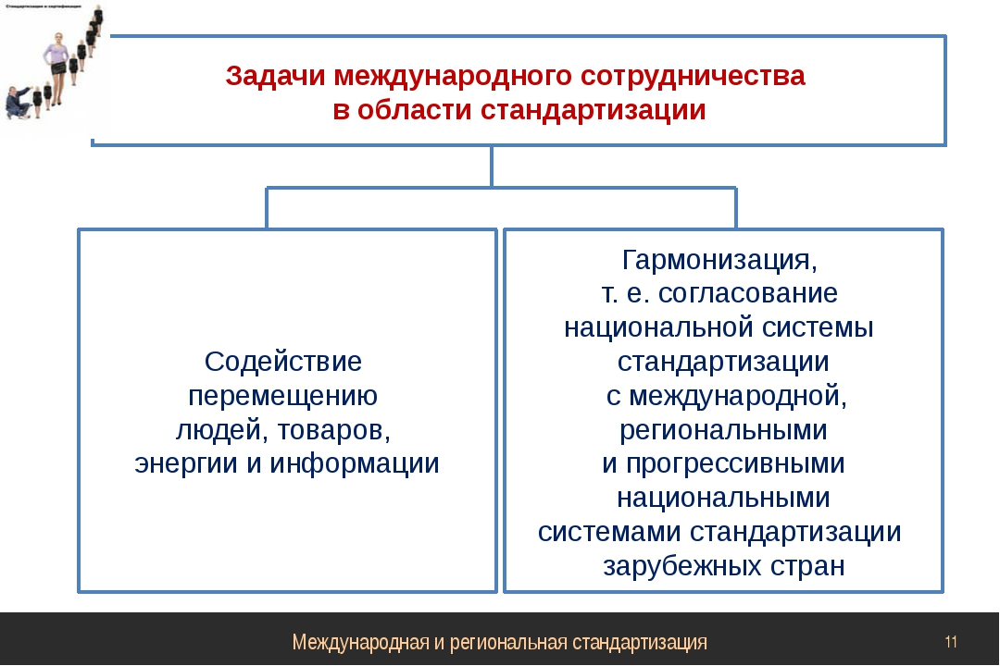 Стандартизация и сертификация
Задачи международного сотрудничества
в области стандартизации
Содействие
перемещению
людей, товаров,
энергии и информации
Гармонизация,
т. е. согласование
национальной системы
стандартизации
с международной,
региональными
и прогрессивными
национальными
системами стандартизации
зарубежных стран
Международная и региональная стандартизация
11